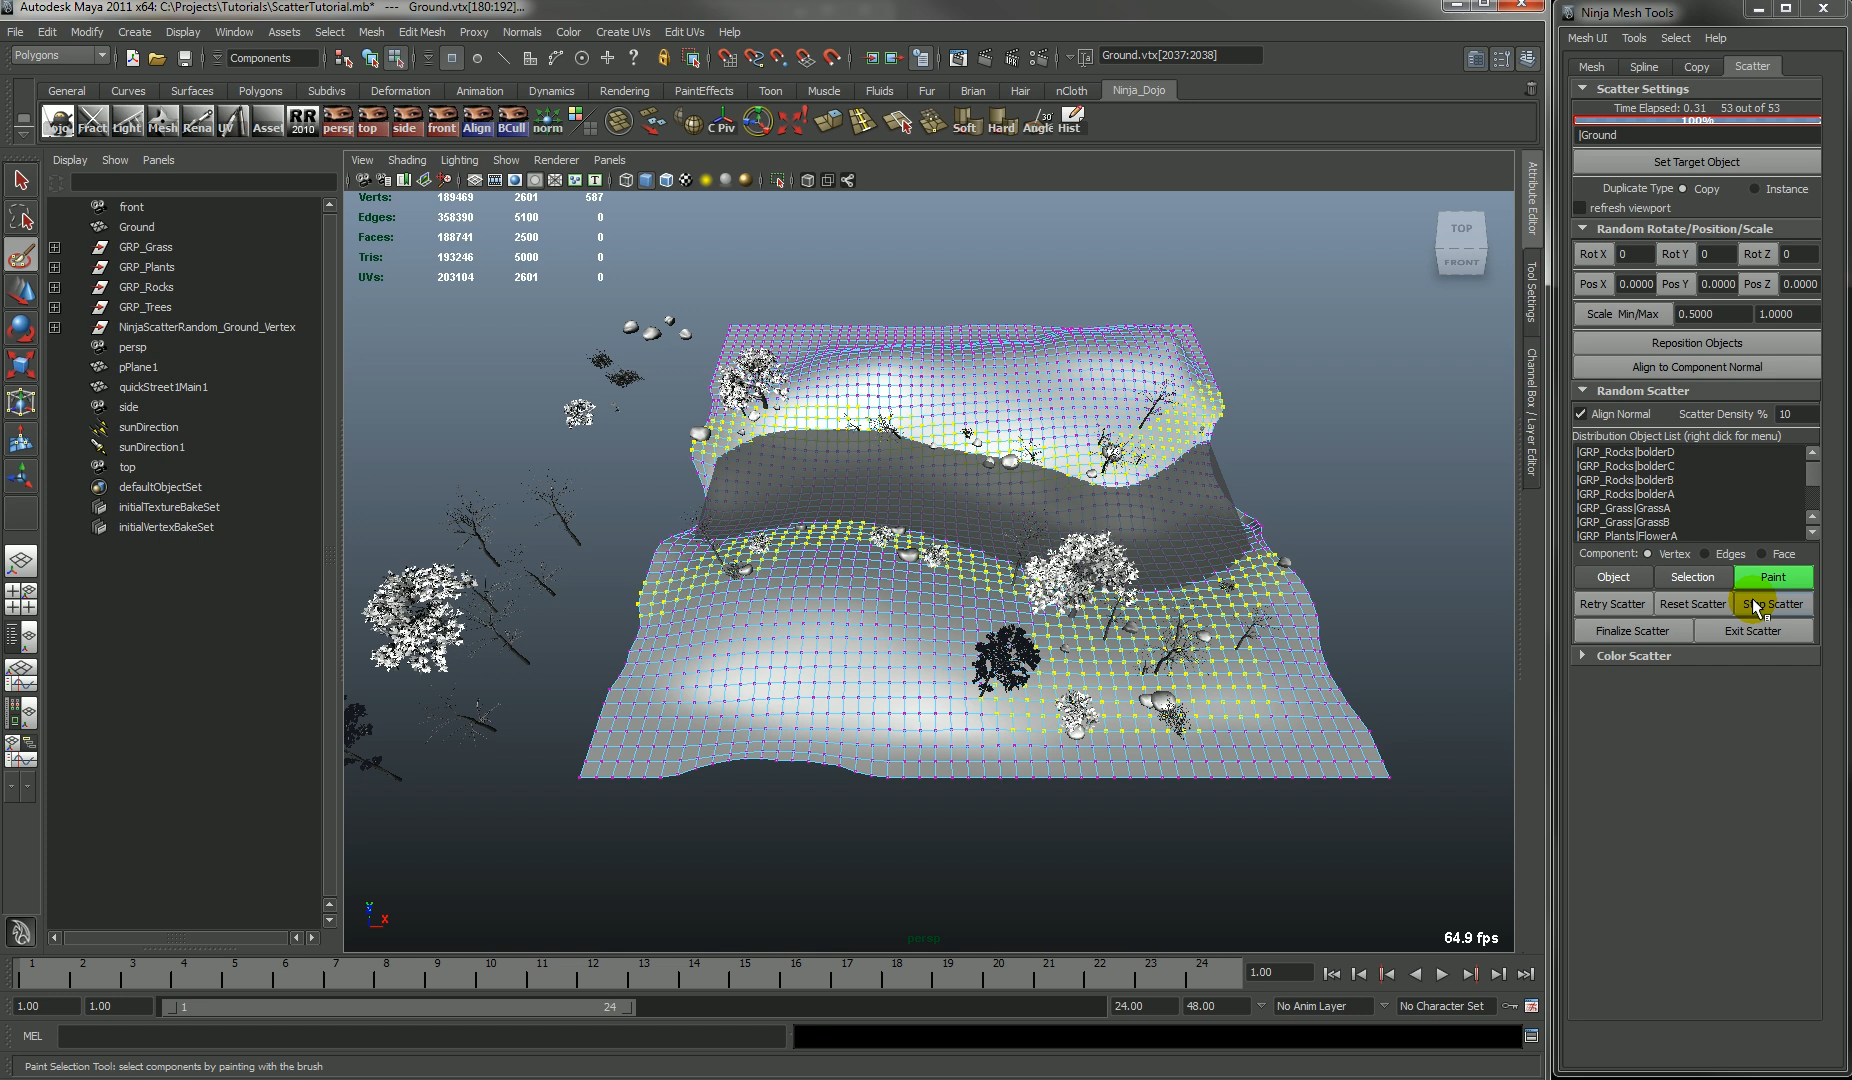 Autodesk Maya 2011 x64: C:\Projects\Tutorials\ScatterTutorial.mb* --- Ground.vtx[180:192]...
File Edit Modify Create Display Window Assets Select Mesh Edit Mesh Proxy Normals Color Create UVs Edit UVs Help
Polygons Components Ground.vtx[2037:2038]
General Curves Surfaces Polygons Subdivs Deformation Animation Dynamics Rendering PaintEffects Toon Muscle Fluids Fur Brian Hair nCloth Ninja_Dojo
Dojo Fract Light Mesh Rena UV Asset RR 2010 persp top side front Align BCull norm C Piv Soft Hard Angle 30 Hist
Display Show Panels
View Shading Lighting Show Renderer Panels
front
Ground
GRP_Grass
GRP_Plants
GRP_Rocks
GRP_Trees
NinjaScatterRandom_Ground_Vertex
persp
pPlane1
quickStreet1Main1
side
sunDirection
sunDirection1
top
defaultObjectSet
initialTextureBakeSet
initialVertexBakeSet
Verts: 189469 2601 587
Edges: 358390 5100 0
Faces: 188741 2500 0
Tris: 193246 5000 0
UVs: 203104 2601 0
TOP
FRONT
Y
X
persp
64.9 fps
Attribute Editor
Tool Settings
Channel Box / Layer Editor
Ninja Mesh Tools
Mesh UI Tools Select Help
Mesh Spline Copy Scatter
Scatter Settings
Time Elapsed: 0.31 53 out of 53
100%
|Ground
Set Target Object
Duplicate Type Copy Instance
refresh viewport
Random Rotate/Position/Scale
Rot X 0 Rot Y 0 Rot Z 0
Pos X 0.0000 Pos Y 0.0000 Pos Z 0.0000
Scale Min/Max 0.5000 1.0000
Reposition Objects
Align to Component Normal
Random Scatter
Align Normal Scatter Density % 10
Distribution Object List (right click for menu)
|GRP_Rocks|bolderD
|GRP_Rocks|bolderC
|GRP_Rocks|bolderB
|GRP_Rocks|bolderA
|GRP_Grass|GrassA
|GRP_Grass|GrassB
|GRP_Plants|FlowerA
Component: Vertex Edges Face
Object Selection Paint
Retry Scatter Reset Scatter Scatter
Finalize Scatter Exit Scatter
Color Scatter
1 2 3 4 5 6 7 8 9 10 11 12 13 14 15 16 17 18 19 20 21 22 23 24 1.00
1.00 1.00 1 24 24.00 48.00 No Anim Layer No Character Set
MEL
Paint Selection Tool: select components by painting with the brush